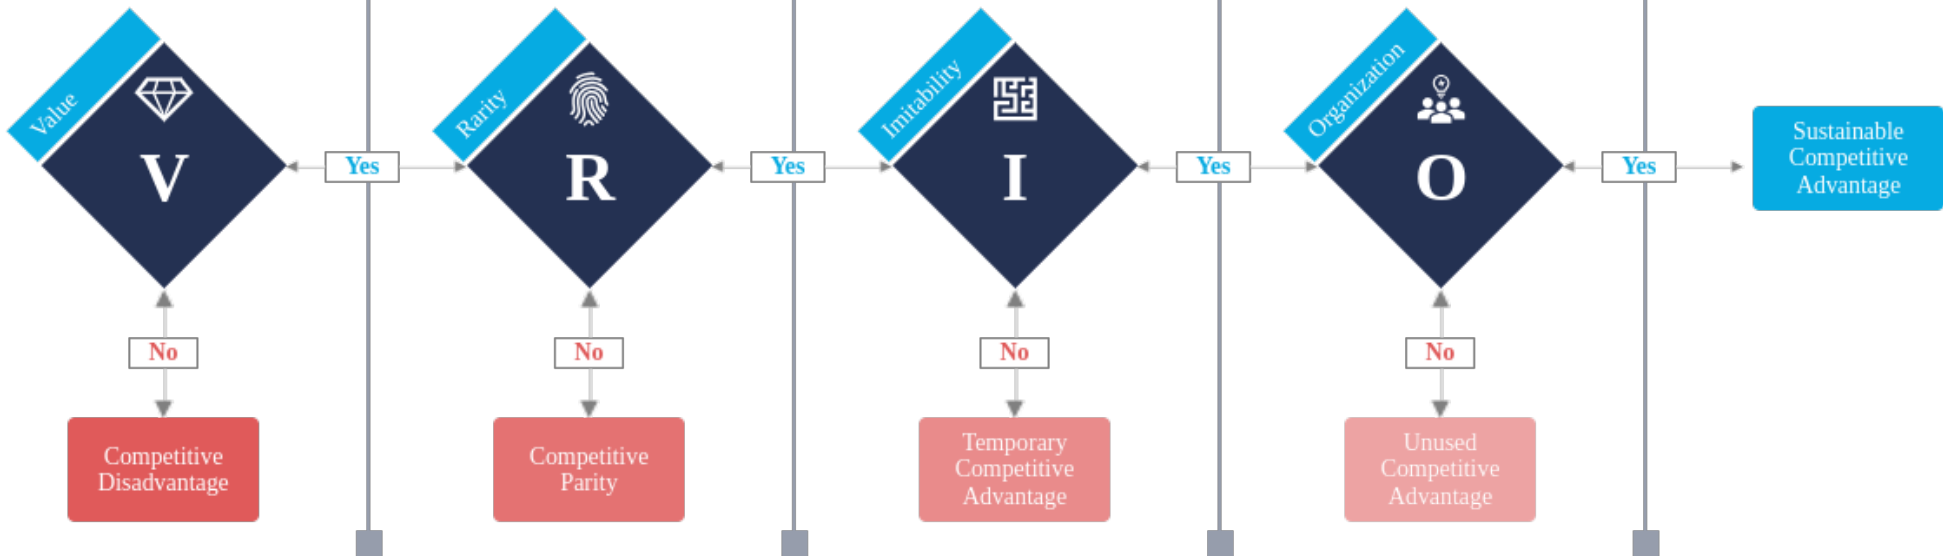 Value
V
Yes
Rarity
R
Yes
Imitability
I
Yes
Organization
O
Yes
Sustainable
Competitive
Advantage
No
No
No
No
Competitive
Disadvantage
Competitive
Parity
Temporary
Competitive
Advantage
Unused
Competitive
Advantage